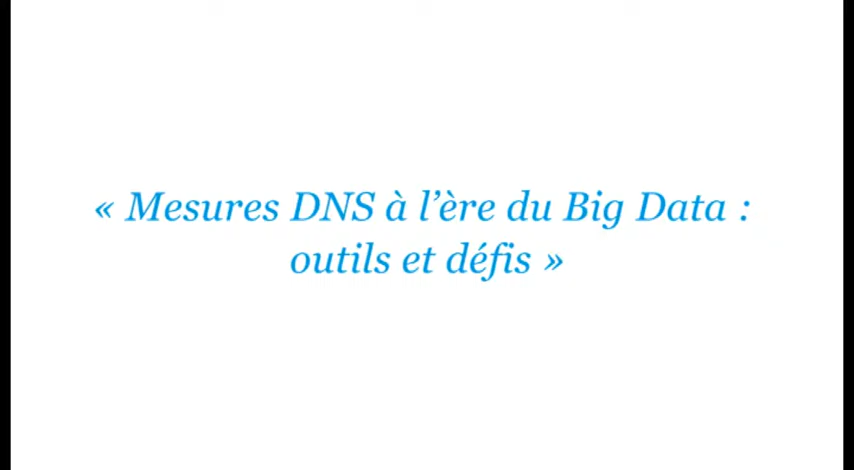 « Mesures DNS à l’ère du Big Data :
outils et défis »